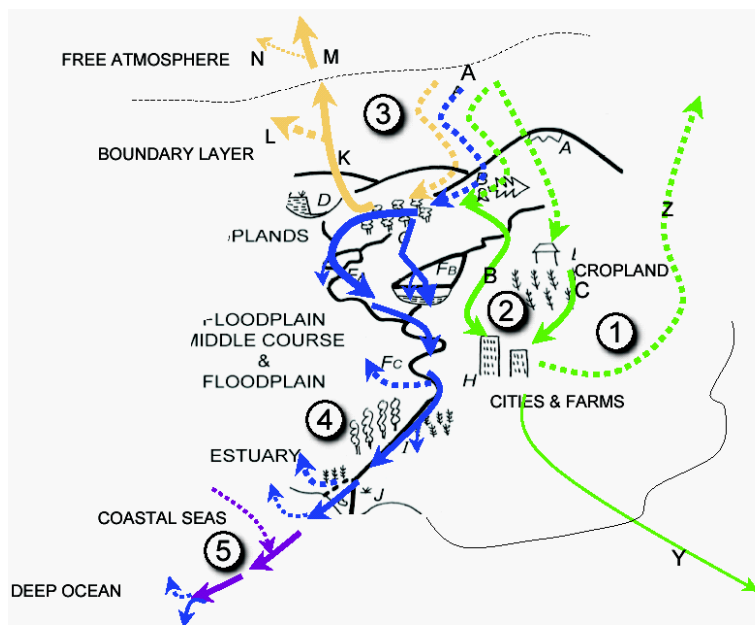 FREE ATMOSPHERE
N
M
A
3
L
BOUNDARY LAYER
K
A
B
Z
D
PLANDS
C
L
CROPLAND
B
C
FA
FB
2
1
FLOODPLAIN
MIDDLE COURSE
&
FLOODPLAIN
FC
H
CITIES & FARMS
4
ESTUARY
I
J
COASTAL SEAS
5
Y
DEEP OCEAN